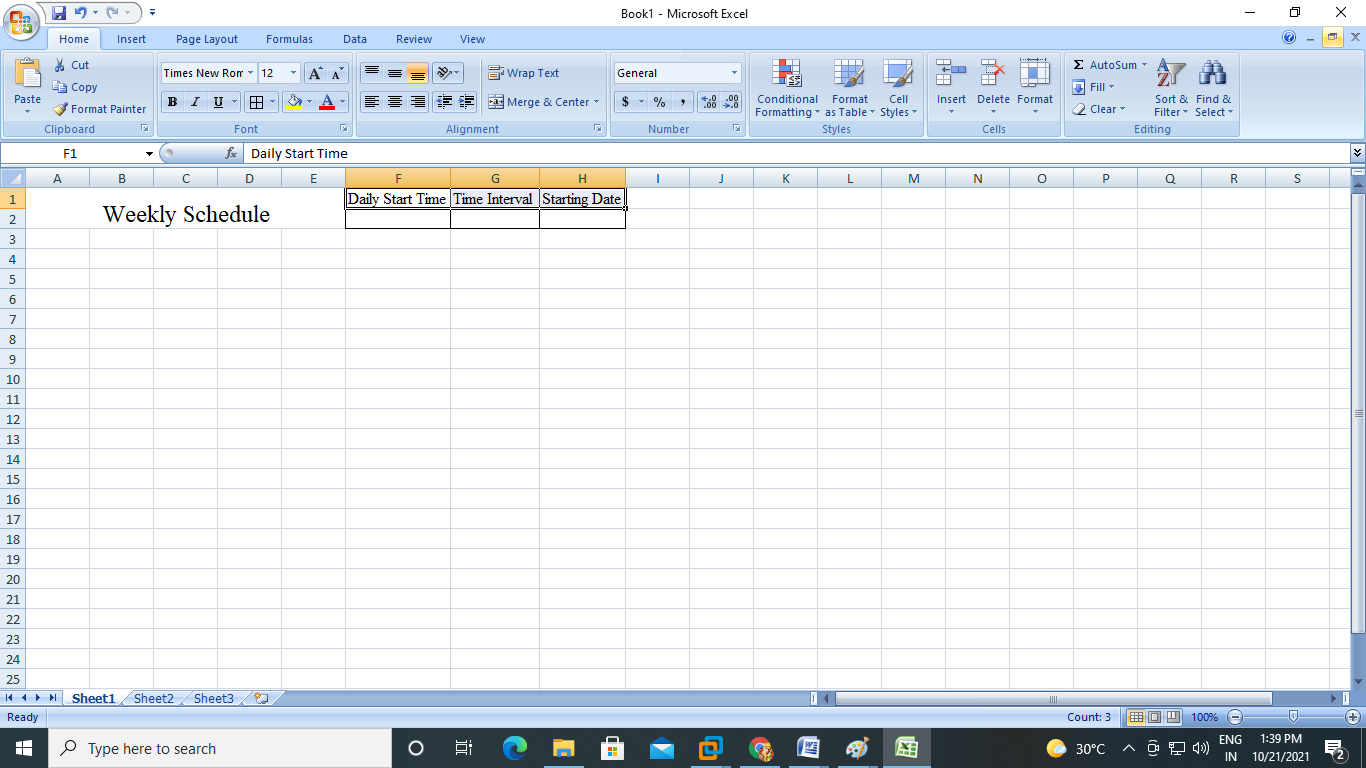 Book1 - Microsoft Excel
Home Insert Page Layout Formulas Data Review View
Paste
Cut
Copy
Format Painter
Clipboard
Times New Ror 12
B I U
Font
Wrap Text
Merge & Center
Alignment
General
$ % ,
Number
Conditional Formatting
Format as Table
Cell Styles
Styles
Insert Delete Format
Cells
Σ AutoSum
Fill
Clear
Sort & Filter
Find & Select
Editing
F1 fx Daily Start Time
A B C D E F G H I J K L M N O P Q R S
1 Daily Start Time Time Interval Starting Date
Weekly Schedule
2
3
4
5
6
7
8
9
10
11
12
13
14
15
16
17
18
19
20
21
22
23
24
25
Sheet1 Sheet2 Sheet3
Ready Count: 3 100%
Type here to search
30°C
ENG
IN
1:39 PM
10/21/2021
2